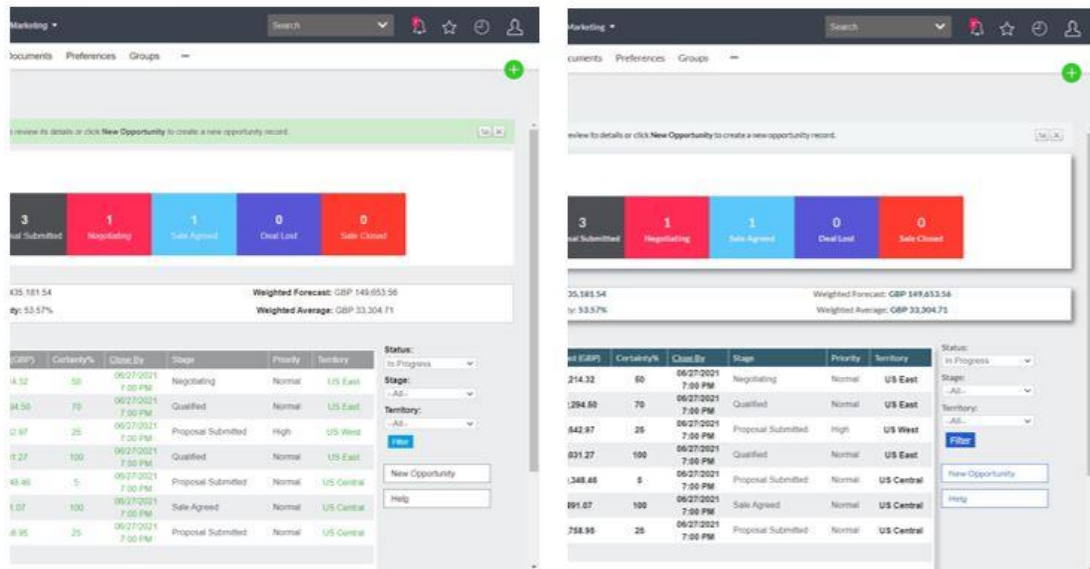 Marketing
Search
Documents Preferences Groups
review its details or click New Opportunity to create a new opportunity record.
3 1 1 0 0
Submitted Negotiating Sale Agreed Deal Lost Sale Closed
435,181.54 Weighted Forecast: GBP 149,653.56
53.57% Weighted Average: GBP 33,304.71
(GBP) Certainty% Close By Stage Priority Territory
50 06/27/2021 7:00 PM Negotiating Normal US East
70 06/27/2021 7:00 PM Qualified Normal US East
25 06/27/2021 7:00 PM Proposal Submitted High US West
100 06/27/2021 7:00 PM Qualified Normal US East
5 06/27/2021 7:00 PM Proposal Submitted Normal US Central
100 06/27/2021 7:00 PM Sale Agreed Normal US Central
25 06/27/2021 7:00 PM Proposal Submitted Normal US Central
Status:
In Progress
Stage:
--All--
Territory:
--All--
Filter
New Opportunity
Help
Marketing
Search
cuments Preferences Groups
its details or click New Opportunity to create a new opportunity record.
3 1 1 0 0
Submitted Negotiating Sale Agreed Deal Lost Sale Closed
35,181.54 Weighted Forecast: GBP 149,653.56
53.57% Weighted Average: GBP 33,304.71
(GBP) Certainty% Close By Stage Priority Territory
,214.32 50 06/27/2021 7:00 PM Negotiating Normal US East
,294.50 70 06/27/2021 7:00 PM Qualified Normal US East
,642.97 25 06/27/2021 7:00 PM Proposal Submitted High US West
,031.27 100 06/27/2021 7:00 PM Qualified Normal US East
,348.46 5 06/27/2021 7:00 PM Proposal Submitted Normal US Central
891.07 100 06/27/2021 7:00 PM Sale Agreed Normal US Central
,758.95 25 06/27/2021 7:00 PM Proposal Submitted Normal US Central
Status:
In Progress
Stage:
--All--
Territory:
--All--
Filter
New Opportunity
Help